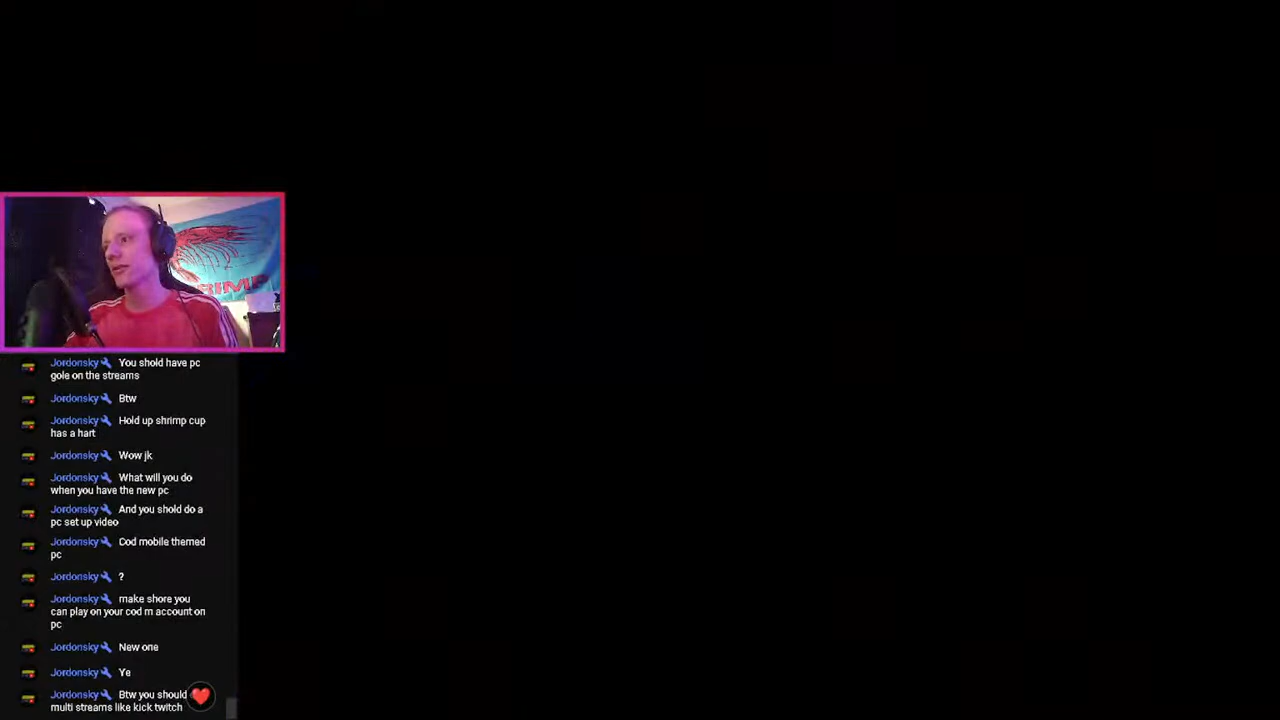 RIMP
Jordonsky You shold have pc
gole on the streams
Jordonsky Btw
Jordonsky Hold up shrimp cup
has a hart
Jordonsky Wow jk
Jordonsky What will you do
when you have the new pc
Jordonsky And you shold do a
pc set up video
Jordonsky Cod mobile themed
pc
Jordonsky ?
Jordonsky make shore you
can play on your cod m account on
pc
Jordonsky New one
Jordonsky Ye
Jordonsky Btw you should
multi streams like kick twitch